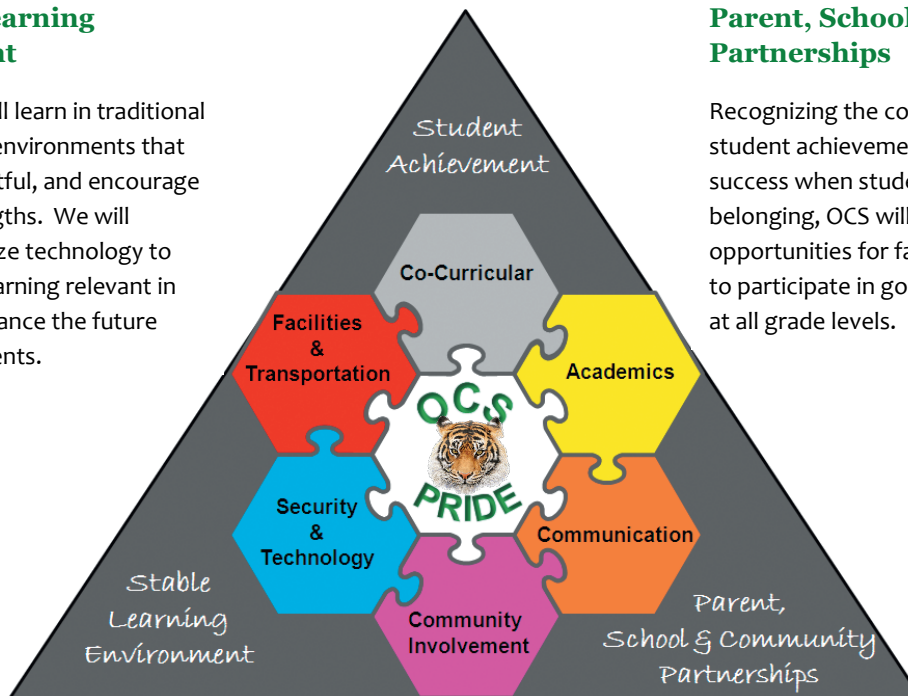 earning
nt
ll learn in traditional
environments that
tful, and encourage
gths. We will
ze technology to
arning relevant in
ance the future
ents.
Parent, School
Partnerships
Recognizing the co
student achieveme
success when stude
belonging, OCS will
opportunities for fa
to participate in go
at all grade levels.
Student
Achievement
Co-Curricular
Facilities
&
Transportation
Academics
OCS
PRIDE
Security
&
Technology
Communication
Community
Involvement
Stable
Learning
Environment
Parent,
School & Community
Partnerships